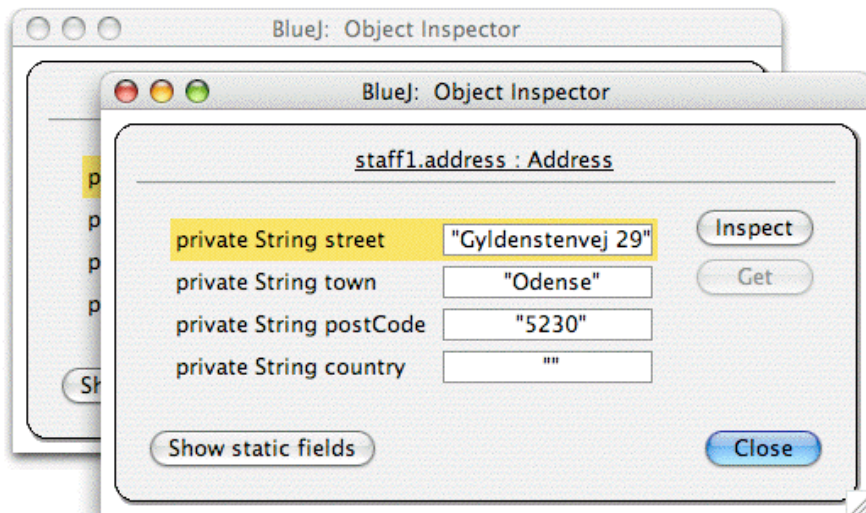 BlueJ: Object Inspector
BlueJ: Object Inspector
staff1.address : Address
private String street "Gyldenstenvej 29" Inspect
private String town "Odense" Get
private String postCode "5230"
private String country ""
Show static fields Close